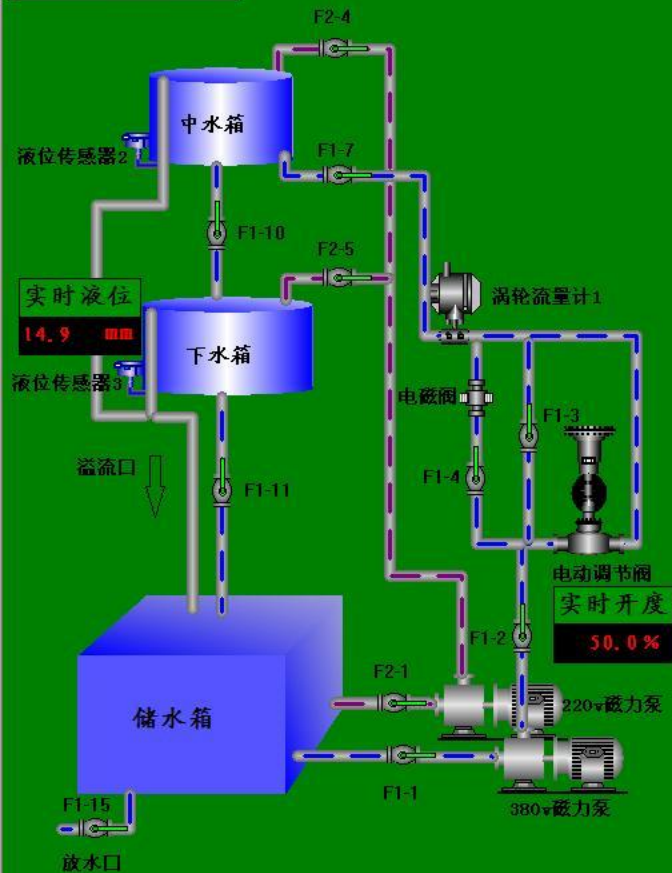 F2-4
中水箱
液位传感器2
F1-7
F1-10
F2-5
实时液位
14.9 mm
涡轮流量计1
下水箱
液位传感器3
电磁阀
F1-3
溢流口
F1-11
F1-4
电动调节阀
实时开度
50.0%
F1-2
F2-1
220v磁力泵
储水箱
F1-1
380v磁力泵
F1-15
放水口